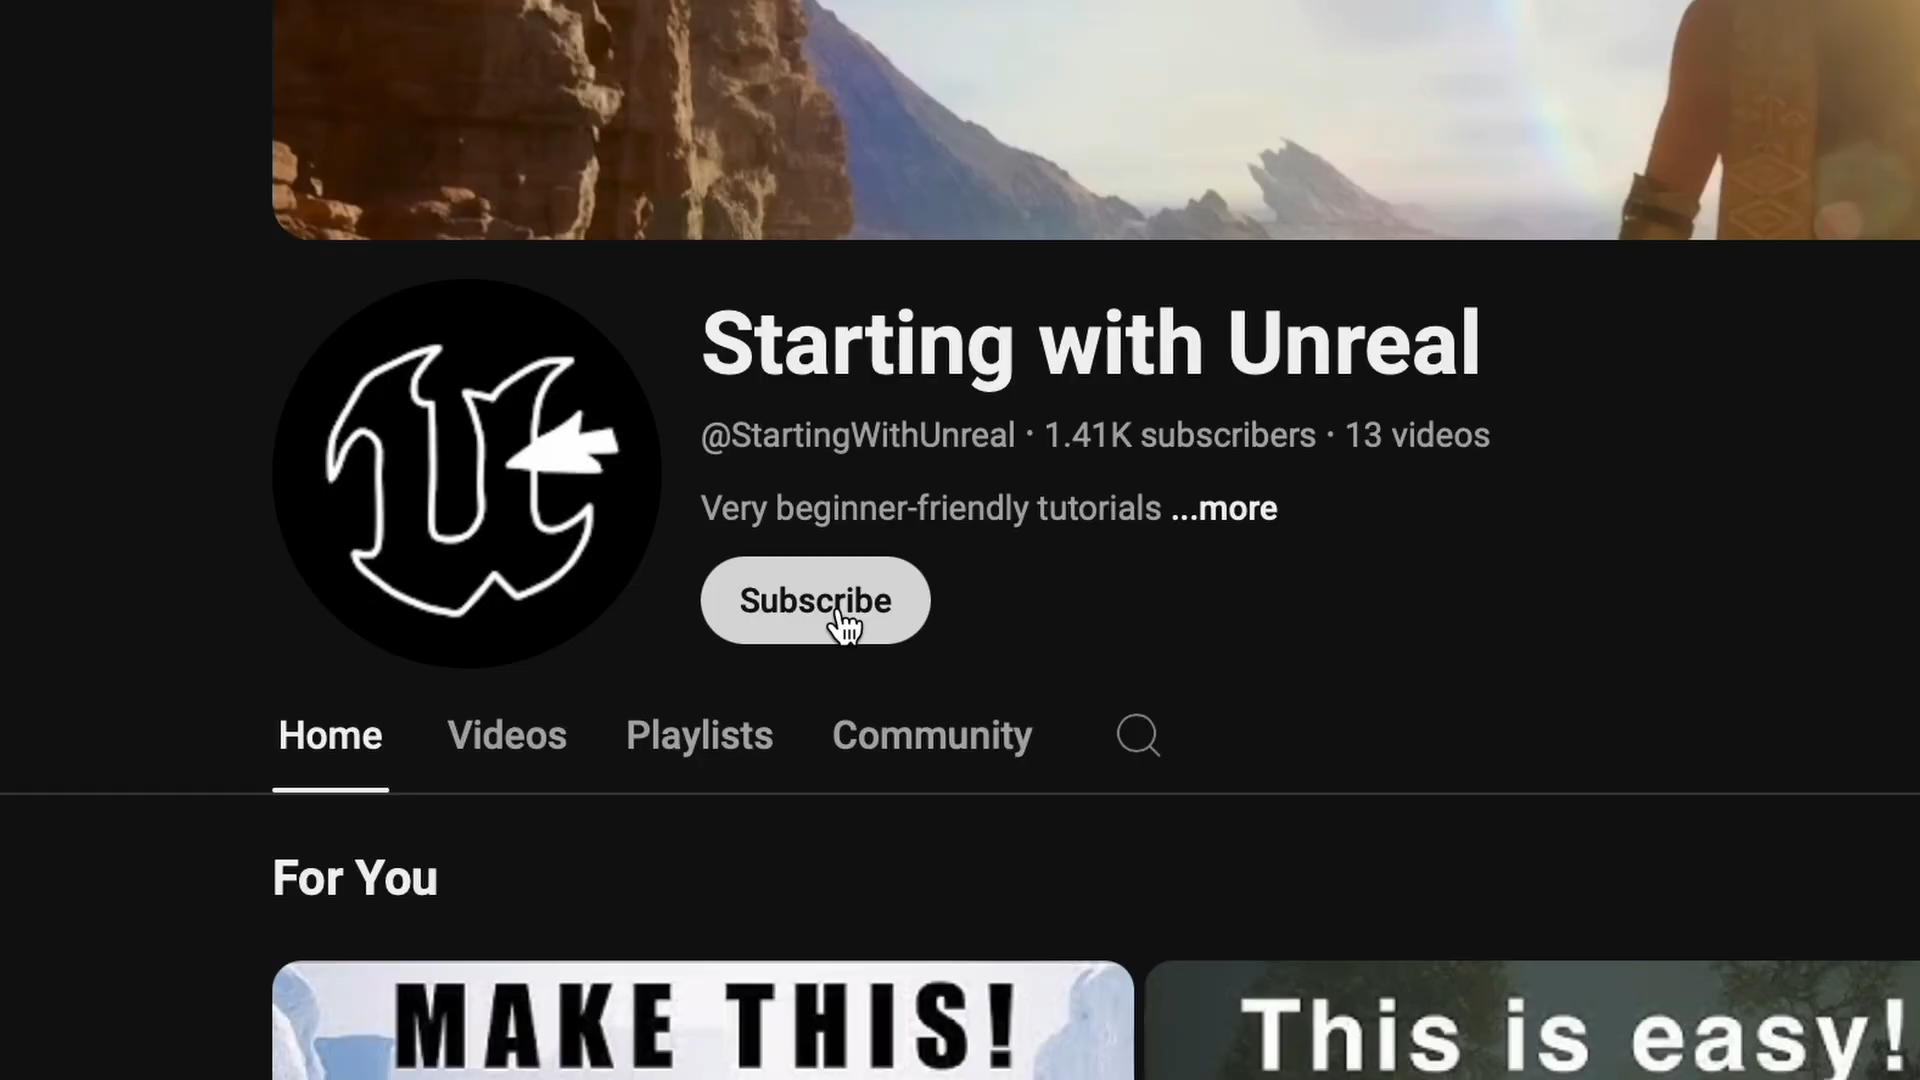 Starting with Unreal
@StartingWithUnreal · 1.41K subscribers · 13 videos
Very beginner-friendly tutorials ...more
Subscribe
Home Videos Playlists Community
For You
MAKE THIS!
This is easy!